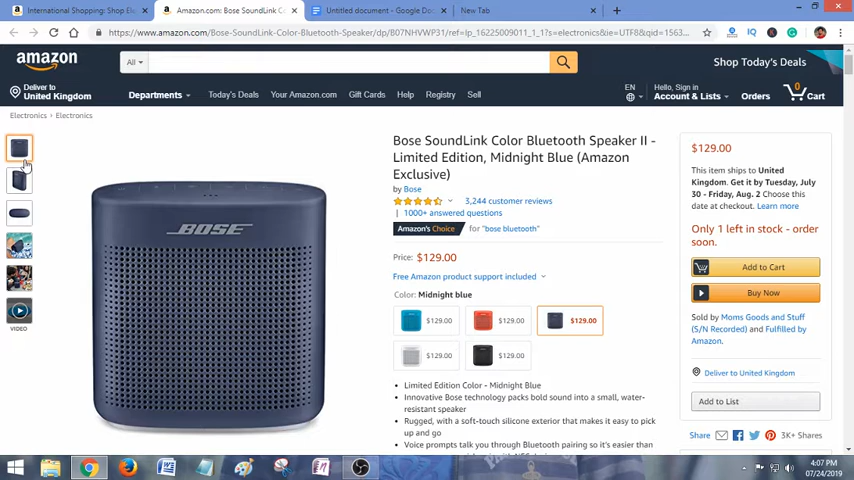 International Shopping: Shop Ele
Amazon.com: Bose SoundLink C
Untitled document - Google Doc
New Tab
https://www.amazon.com/Bose-SoundLink-Color-Bluetooth-Speaker/dp/B07NHVWP31/ref=lp_16225009011_1_1?s=electronics&ie=UTF8&qid=1563...
amazon
All
Shop Today's Deals
Deliver to
United Kingdom
Departments
Today's Deals
Your Amazon.com
Gift Cards
Help
Registry
Sell
EN
Hello, Sign in
Account & Lists
Orders
0
Cart
Electronics › Electronics
VIDEO
BOSE
Bose SoundLink Color Bluetooth Speaker II -
Limited Edition, Midnight Blue (Amazon
Exclusive)
by Bose
3,244 customer reviews
| 1000+ answered questions
Amazon's Choice for "bose bluetooth"
Price: $129.00
Free Amazon product support included
Color: Midnight blue
$129.00
$129.00
$129.00
$129.00
$129.00
• Limited Edition Color - Midnight Blue
• Innovative Bose technology packs bold sound into a small, water-
resistant speaker
• Rugged, with a soft-touch silicone exterior that makes it easy to pick
up and go
• Voice prompts talk you through Bluetooth pairing so it's easier than
$129.00
This item ships to United
Kingdom. Get it by Tuesday, July
30 - Friday, Aug. 2 Choose this
date at checkout. Learn more
Only 1 left in stock - order
soon.
Add to Cart
Buy Now
Sold by Moms Goods and Stuff
(S/N Recorded) and Fulfilled by
Amazon.
Deliver to United Kingdom
Add to List
Share
3K+ Shares
4:07 PM
07/24/2019